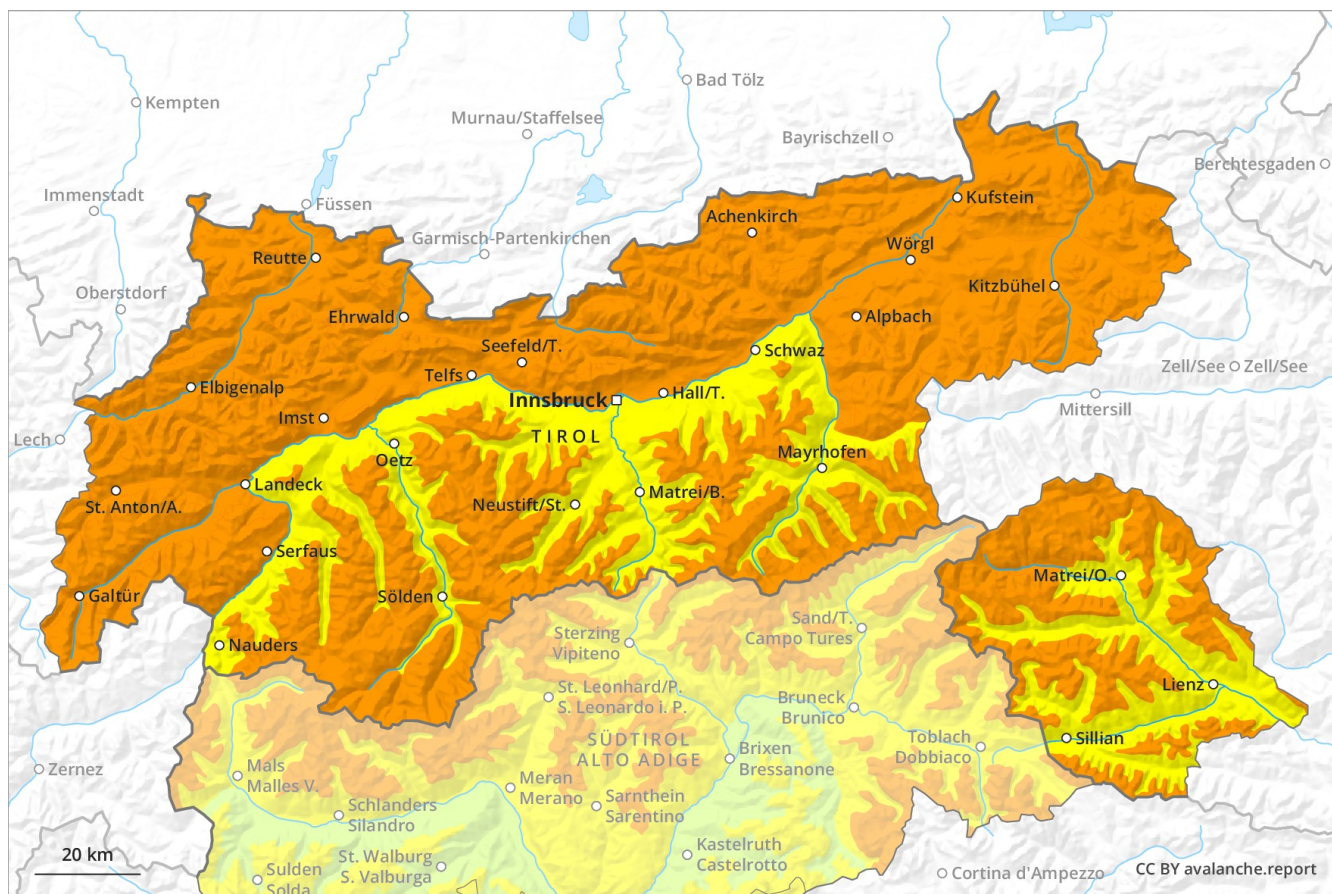 Kempten
Bad Tölz
Murnau/Staffelsee
Bayrischzell
Berchtesgaden
Immenstadt
Füssen
Kufstein
Achenkirch
Garmisch-Partenkirchen
Wörgl
Reutte
Oberstdorf
Kitzbühel
Ehrwald
Alpbach
Seefeld/T.
Schwaz
Zell/See
Zell/See
Telfs
Elbigenalp
Hall/T.
Innsbruck
Mittersill
Imst
Lech
TIROL
Oetz
Mayrhofen
Landeck
Matrei/B.
St. Anton/A.
Neustift/St.
Serfaus
Matrei/O.
Galtür
Sölden
Sand/T.
Campo Tures
Sterzing
Vipiteno
Nauders
Lienz
St. Leonhard/P.
S. Leonardo i. P.
Bruneck
Brunico
Toblach
Dobbiaco
Sillian
SÜDTIROL
ALTO ADIGE
Brixen
Bressanone
Zernez
Mals
Malles V.
Meran
Merano
Sarnthein
Sarentino
Schlanders
Silandro
Kastelruth
Castelrotto
20 km
St. Walburg
S. Valburga
Sulden
Solda
Cortina d'Ampezzo
CC BY avalanche.report